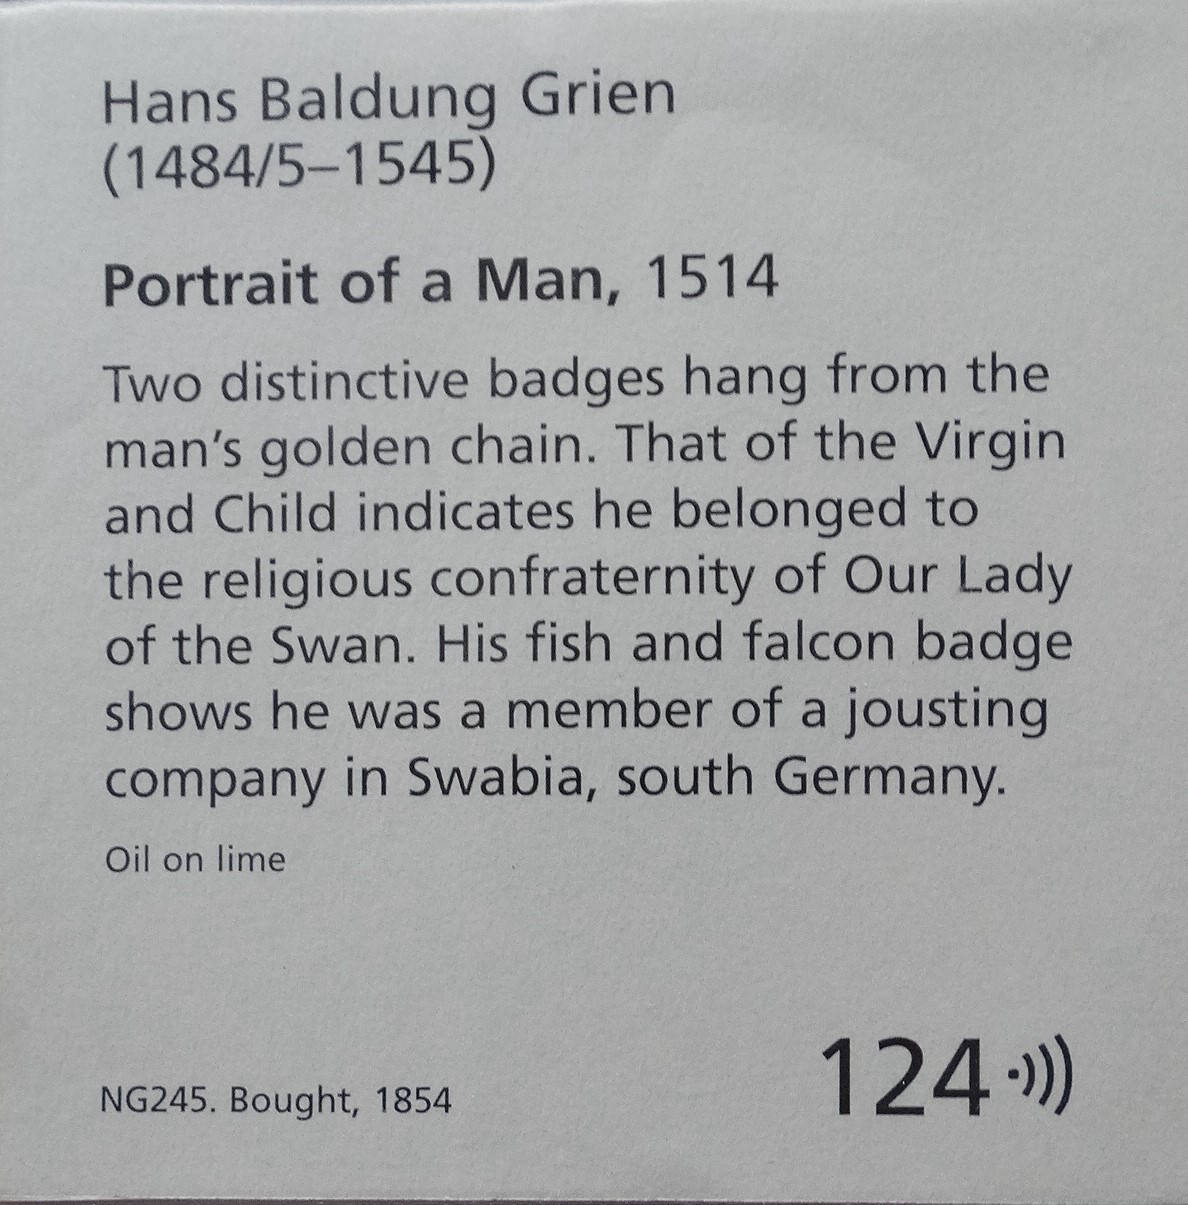 Hans Baldung Grien
(1484/5–1545)
Portrait of a Man, 1514
Two distinctive badges hang from the
man’s golden chain. That of the Virgin
and Child indicates he belonged to
the religious confraternity of Our Lady
of the Swan. His fish and falcon badge
shows he was a member of a jousting
company in Swabia, south Germany.
Oil on lime
NG245. Bought, 1854
124